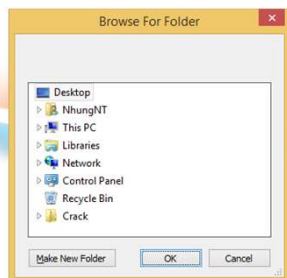 Browse For Folder
Desktop
NhungNT
This PC
Libraries
Network
Control Panel
Recycle Bin
Crack
Make New Folder
OK
Cancel